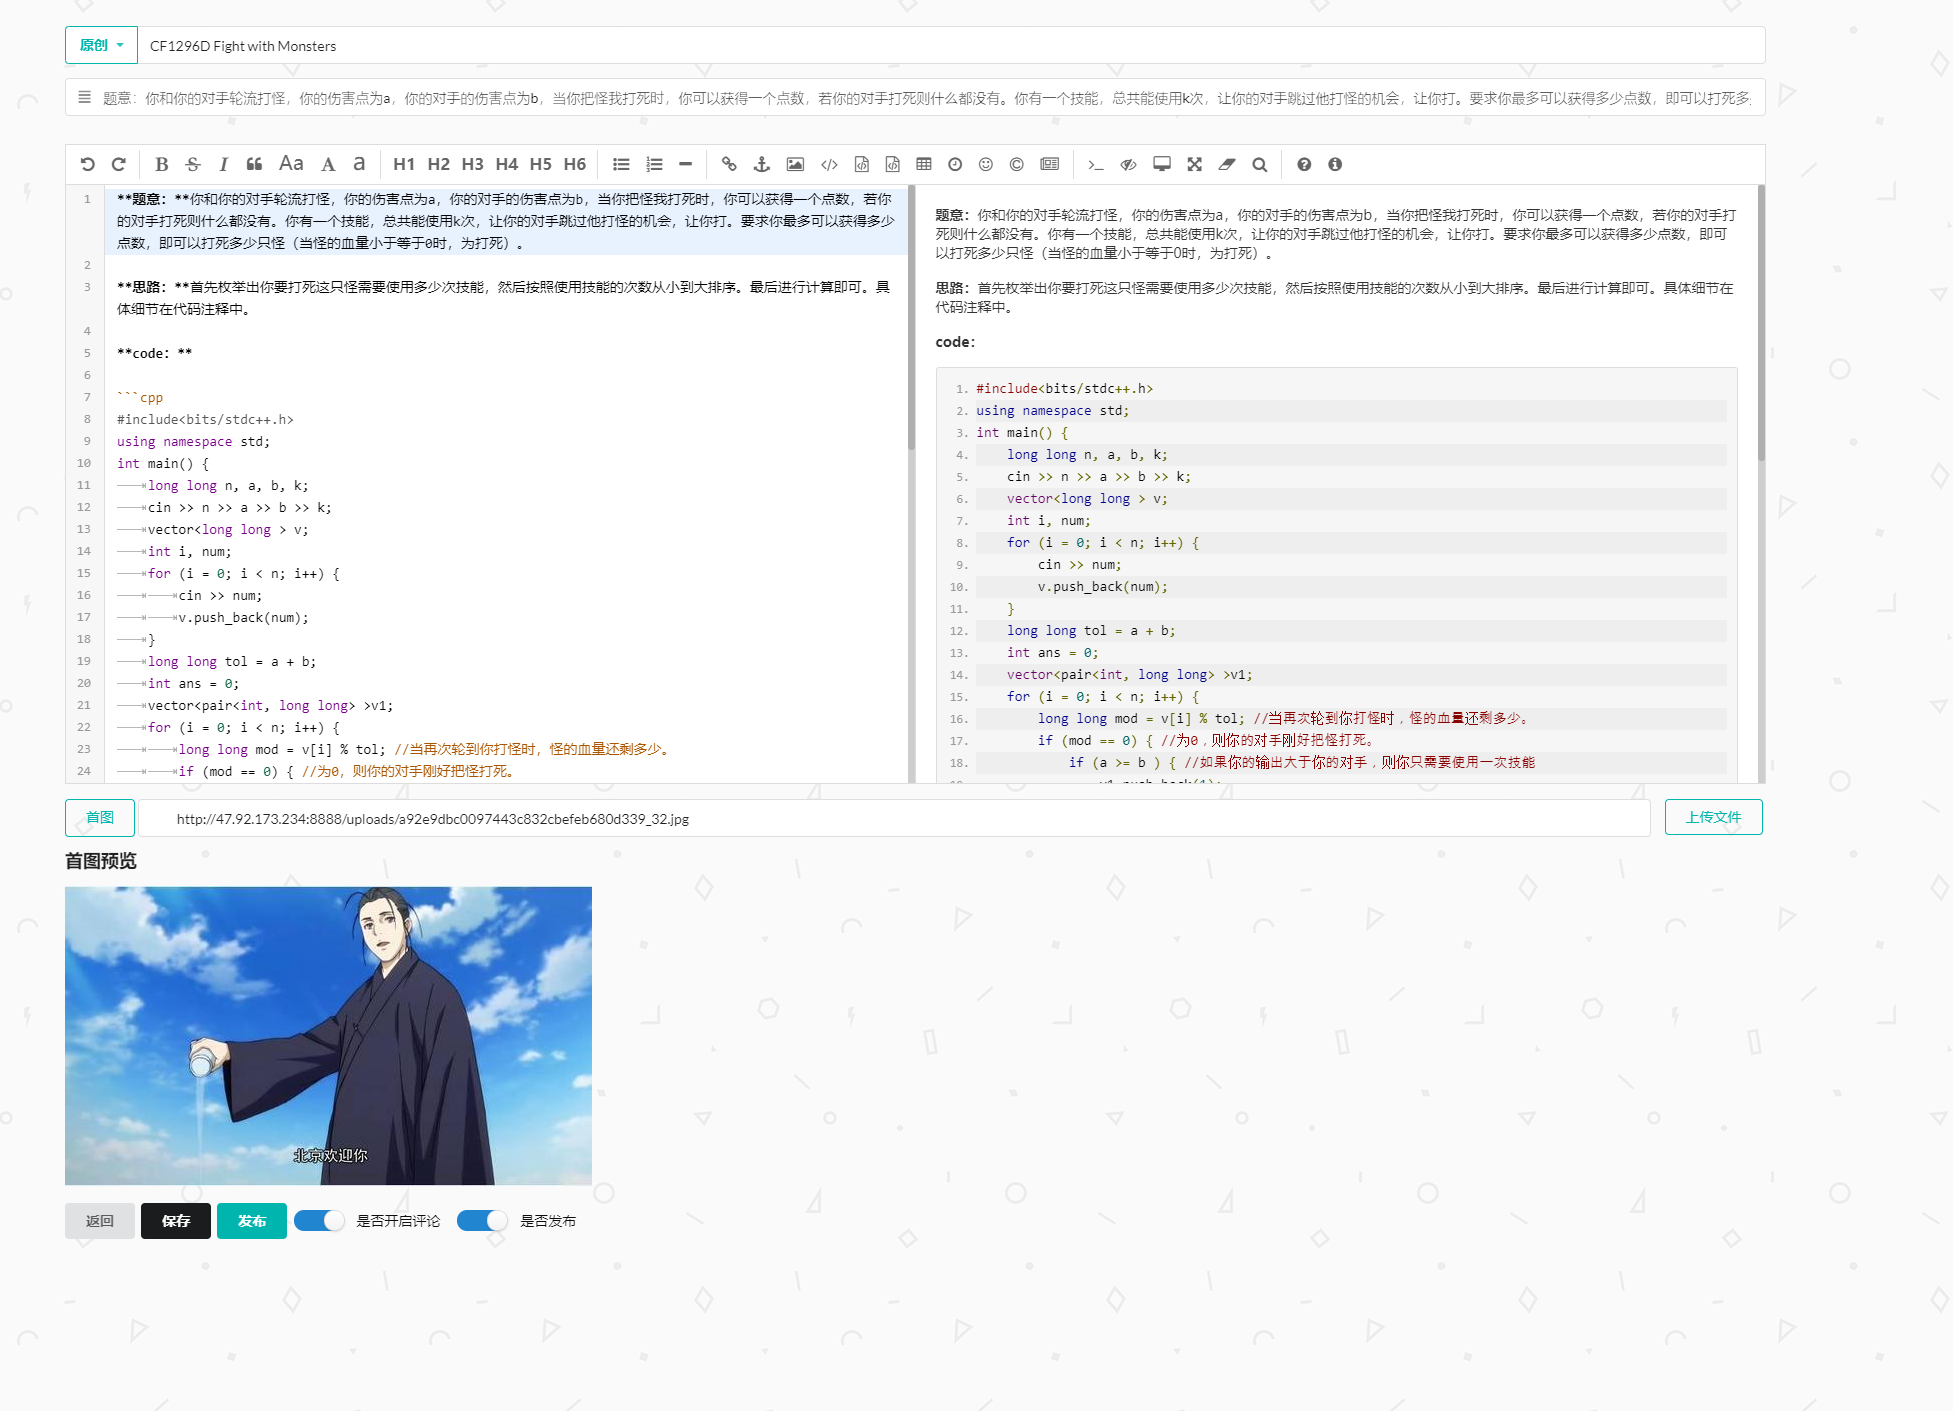 原创
CF1296D Fight with Monsters
题意：你和你的对手轮流打怪，你的伤害点为a，你的对手的伤害点为b，当你把怪我打死时，你可以获得一个点数，若你的对手打死则什么都没有。你有一个技能，总共能使用k次，让你的对手跳过他打怪的机会，让你打。要求你最多可以获得多少点数，即可以打死多
B S I Aa A a H1 H2 H3 H4 H5 H6
1 **题意：**你和你的对手轮流打怪，你的伤害点为a，你的对手的伤害点为b，当你把怪我打死时，你可以获得一个点数，若你
的对手打死则什么都没有。你有一个技能，总共能使用k次，让你的对手跳过他打怪的机会，让你打。要求你最多可以获得多少
点数，即可以打死多少只怪（当怪的血量小于等于0时，为打死）。
2
3 **思路：**首先枚举出你要打死这只怪需要使用多少次技能，然后按照使用技能的次数从小到大排序。最后进行计算即可。具
体细节在代码注释中。
4
5 **code：**
6
7 ```cpp
8 #include<bits/stdc++.h>
9 using namespace std;
10 int main() {
11 long long n, a, b, k;
12 cin >> n >> a >> b >> k;
13 vector<long long > v;
14 int i, num;
15 for (i = 0; i < n; i++) {
16 cin >> num;
17 v.push_back(num);
18 }
19 long long tol = a + b;
20 int ans = 0;
21 vector<pair<int, long long> >v1;
22 for (i = 0; i < n; i++) {
23 long long mod = v[i] % tol; //当再次轮到你打怪时，怪的血量还剩多少。
24 if (mod == 0) { //为0，则你的对手刚好把怪打死。
题意：你和你的对手轮流打怪，你的伤害点为a，你的对手的伤害点为b，当你把怪我打死时，你可以获得一个点数，若你的对手打
死则什么都没有。你有一个技能，总共能使用k次，让你的对手跳过他打怪的机会，让你打。要求你最多可以获得多少点数，即可
以打死多少只怪（当怪的血量小于等于0时，为打死）。
思路：首先枚举出你要打死这只怪需要使用多少次技能，然后按照使用技能的次数从小到大排序。最后进行计算即可。具体细节在
代码注释中。
code：
1. #include<bits/stdc++.h>
2. using namespace std;
3. int main() {
4. long long n, a, b, k;
5. cin >> n >> a >> b >> k;
6. vector<long long > v;
7. int i, num;
8. for (i = 0; i < n; i++) {
9. cin >> num;
10. v.push_back(num);
11. }
12. long long tol = a + b;
13. int ans = 0;
14. vector<pair<int, long long> >v1;
15. for (i = 0; i < n; i++) {
16. long long mod = v[i] % tol; //当再次轮到你打怪时，怪的血量还剩多少。
17. if (mod == 0) { //为0，则你的对手刚好把怪打死。
18. if (a >= b ) { //如果你的输出大于你的对手，则你只需要使用一次技能
首图
http://47.92.173.234:8888/uploads/a92e9dbc0097443c832cbefeb680d339_32.jpg
上传文件
首图预览
北京欢迎你
返回 保存 发布 是否开启评论 是否发布